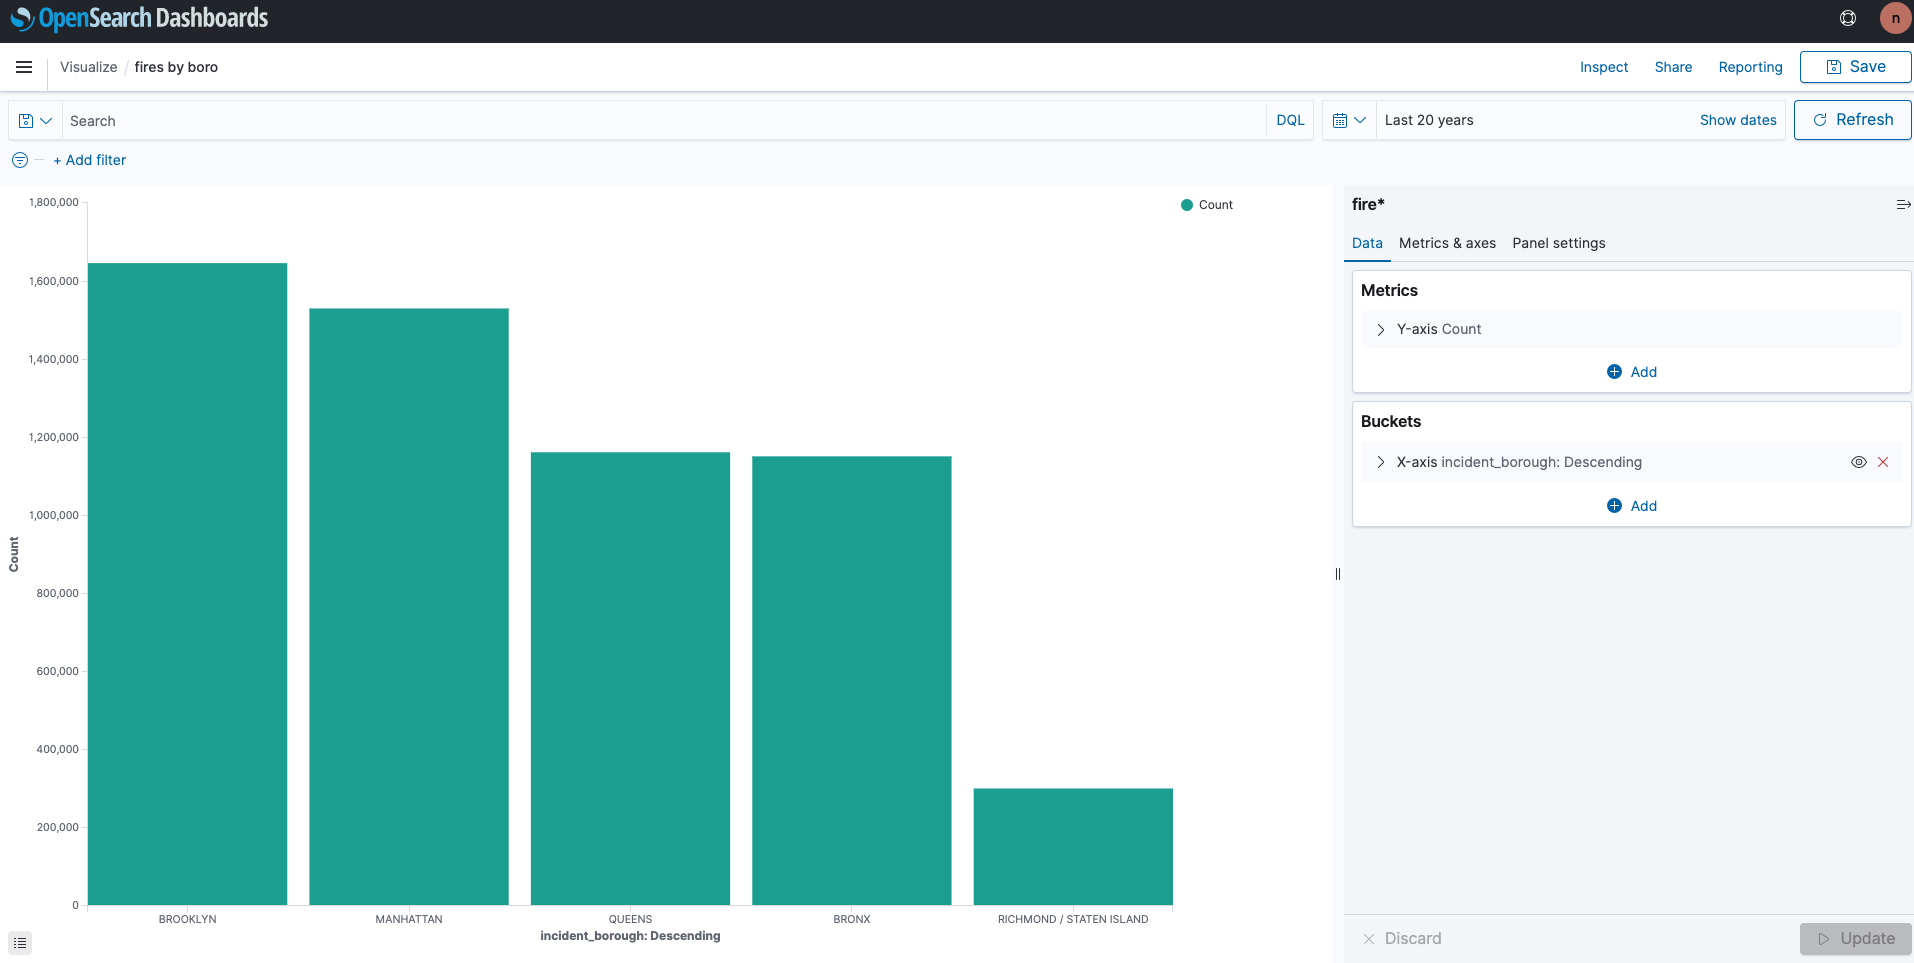 OpenSearch Dashboards
n
Visualize / fires by boro
Inspect
Share
Reporting
Save
Search
DQL
Last 20 years
Show dates
Refresh
+ Add filter
1,800,000
1,600,000
1,400,000
1,200,000
1,000,000
800,000
600,000
400,000
200,000
0
Count
BROOKLYN
MANHATTAN
QUEENS
BRONX
RICHMOND / STATEN ISLAND
incident_borough: Descending
Count
fire*
Data
Metrics & axes
Panel settings
Metrics
Y-axis Count
Add
Buckets
X-axis incident_borough: Descending
Add
Discard
Update